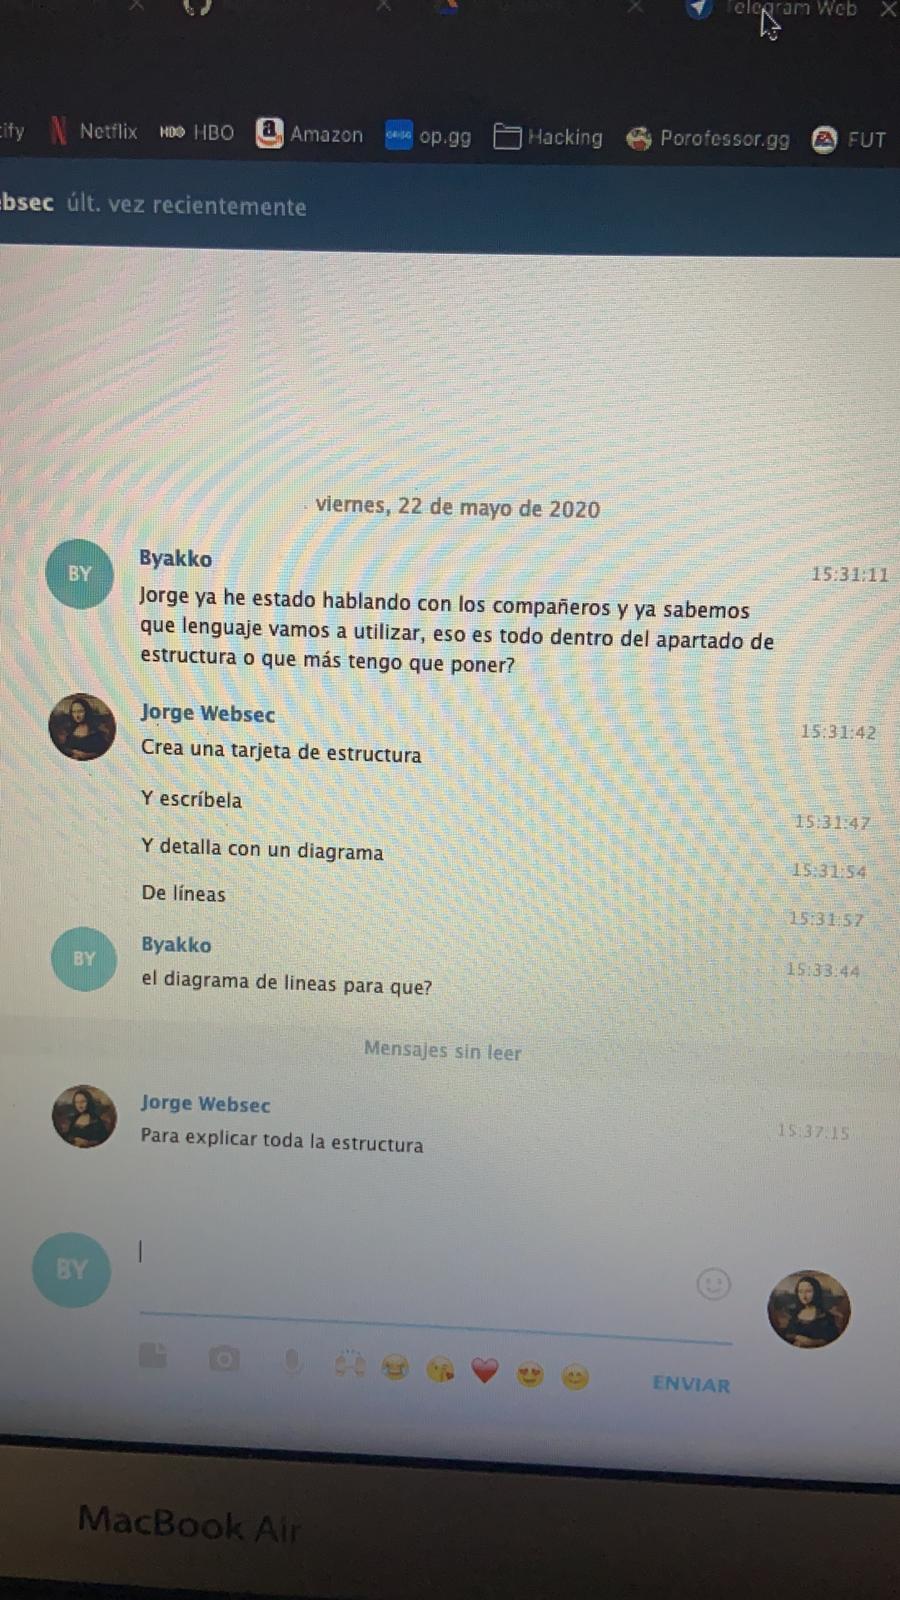 Telegram Web
Netflix HBO HBO a Amazon OP.GG op.gg Hacking Porofessor.gg EA FUT
últ. vez recientemente
viernes, 22 de mayo de 2020
BY Byakko 15:31:11
Jorge ya he estado hablando con los compañeros y ya sabemos
que lenguaje vamos a utilizar, eso es todo dentro del apartado de
estructura o que más tengo que poner?
Jorge Websec 15:31:42
Crea una tarjeta de estructura
Y escríbela 15:31:47
Y detalla con un diagrama 15:31:54
De líneas 15:31:57
BY Byakko 15:33:44
el diagrama de lineas para que?
Mensajes sin leer
Jorge Websec 15:37:15
Para explicar toda la estructura
BY
ENVIAR
MacBook Air